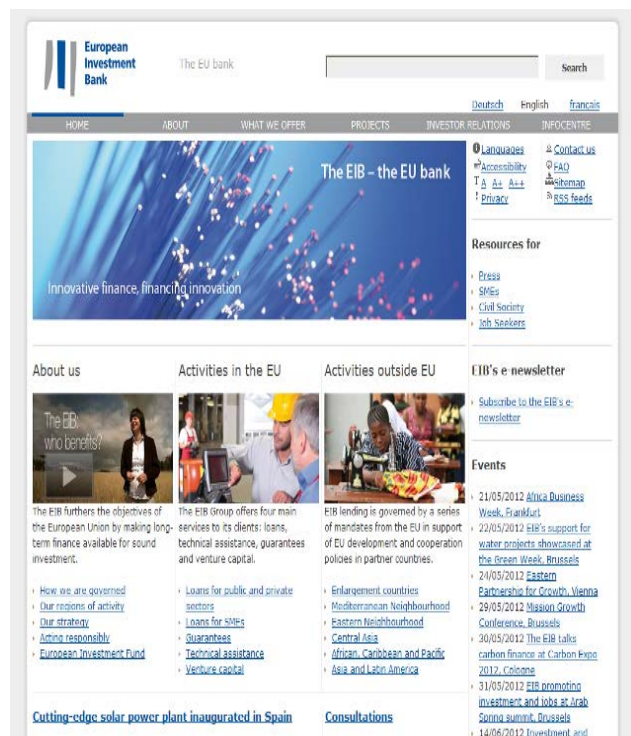 European
Investment
Bank
The EU bank
Search
Deutsch English français
HOME ABOUT WHAT WE OFFER PROJECTS INVESTOR RELATIONS INFOCENTRE
The EIB – the EU bank
Innovative finance, financing innovation
Languages Contact us
Accessibility FAQ
A A+ A++ Sitemap
Privacy RSS feeds
Resources for
Press
SMEs
Civil Society
Job Seekers
About us
The EIB:
who benefits?
The EIB furthers the objectives of
the European Union by making long-
term finance available for sound
investment.
How we are governed
Our regions of activity
Our strategy
Acting responsibly
European Investment Fund
Activities in the EU
The EIB Group offers four main
services to its clients: loans,
technical assistance, guarantees
and venture capital.
Loans for public and private
sectors
Loans for SMEs
Guarantees
Technical assistance
Venture capital
Activities outside EU
EIB lending is governed by a series
of mandates from the EU in support
of EU development and cooperation
policies in partner countries.
Enlargement countries
Mediterranean Neighbourhood
Eastern Neighbourhood
Central Asia
African, Caribbean and Pacific
Asia and Latin America
EIB's e-newsletter
Subscribe to the EIB's e-
newsletter
Events
21/05/2012 Africa Business
Week, Frankfurt
22/05/2012 EIB's support for
water projects showcased at
the Green Week, Brussels
24/05/2012 Eastern
Partnership for Growth, Vienna
29/05/2012 Mission Growth
Conference, Brussels
30/05/2012 The EIB talks
carbon finance at Carbon Expo
2012, Cologne
31/05/2012 EIB promoting
investment and jobs at Arab
Spring summit, Brussels
14/06/2012 Investment and
Cutting-edge solar power plant inaugurated in Spain
Consultations